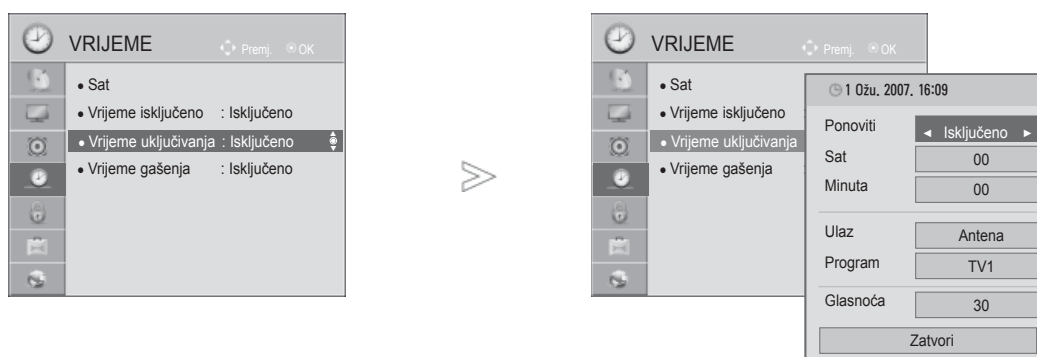 VRIJEME Premj. OK
• Sat
• Vrijeme isključeno : Isključeno
• Vrijeme uključivanja : Isključeno
• Vrijeme gašenja : Isključeno
VRIJEME Premj. OK
• Sat
• Vrijeme isključeno :
• Vrijeme uključivanja
• Vrijeme gašenja :
1 Ožu. 2007. 16:09
Ponoviti ◄ Isključeno ►
Sat 00
Minuta 00
Ulaz Antena
Program TV1
Glasnoća 30
Zatvori